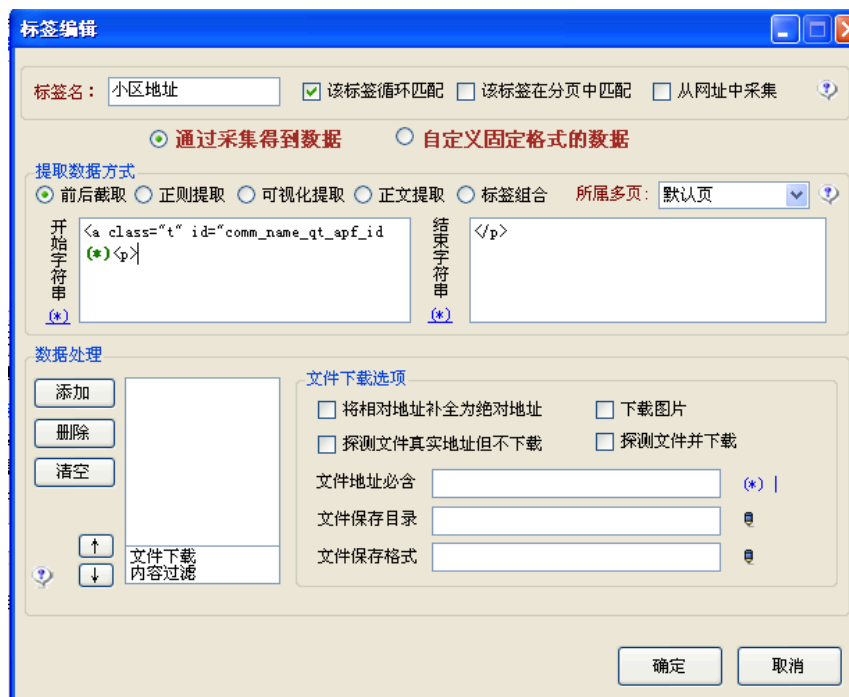 标签编辑
标签名： 小区地址 该标签循环匹配 该标签在分页中匹配 从网址中采集
通过采集得到数据 自定义固定格式的数据
提取数据方式
前后截取 正则提取 可视化提取 正文提取 标签组合 所属多页: 默认页
开始字符串
(*)
<a class="t" id="comm_name_qt_apf_id
(*)<p>
结束字符串
(*)
</p>
数据处理
添加
删除
清空
↑
↓
文件下载
内容过滤
文件下载选项
将相对地址补全为绝对地址 下载图片
探测文件真实地址但不下载 探测文件并下载
文件地址必含 (*) |
文件保存目录
文件保存格式
确定 取消